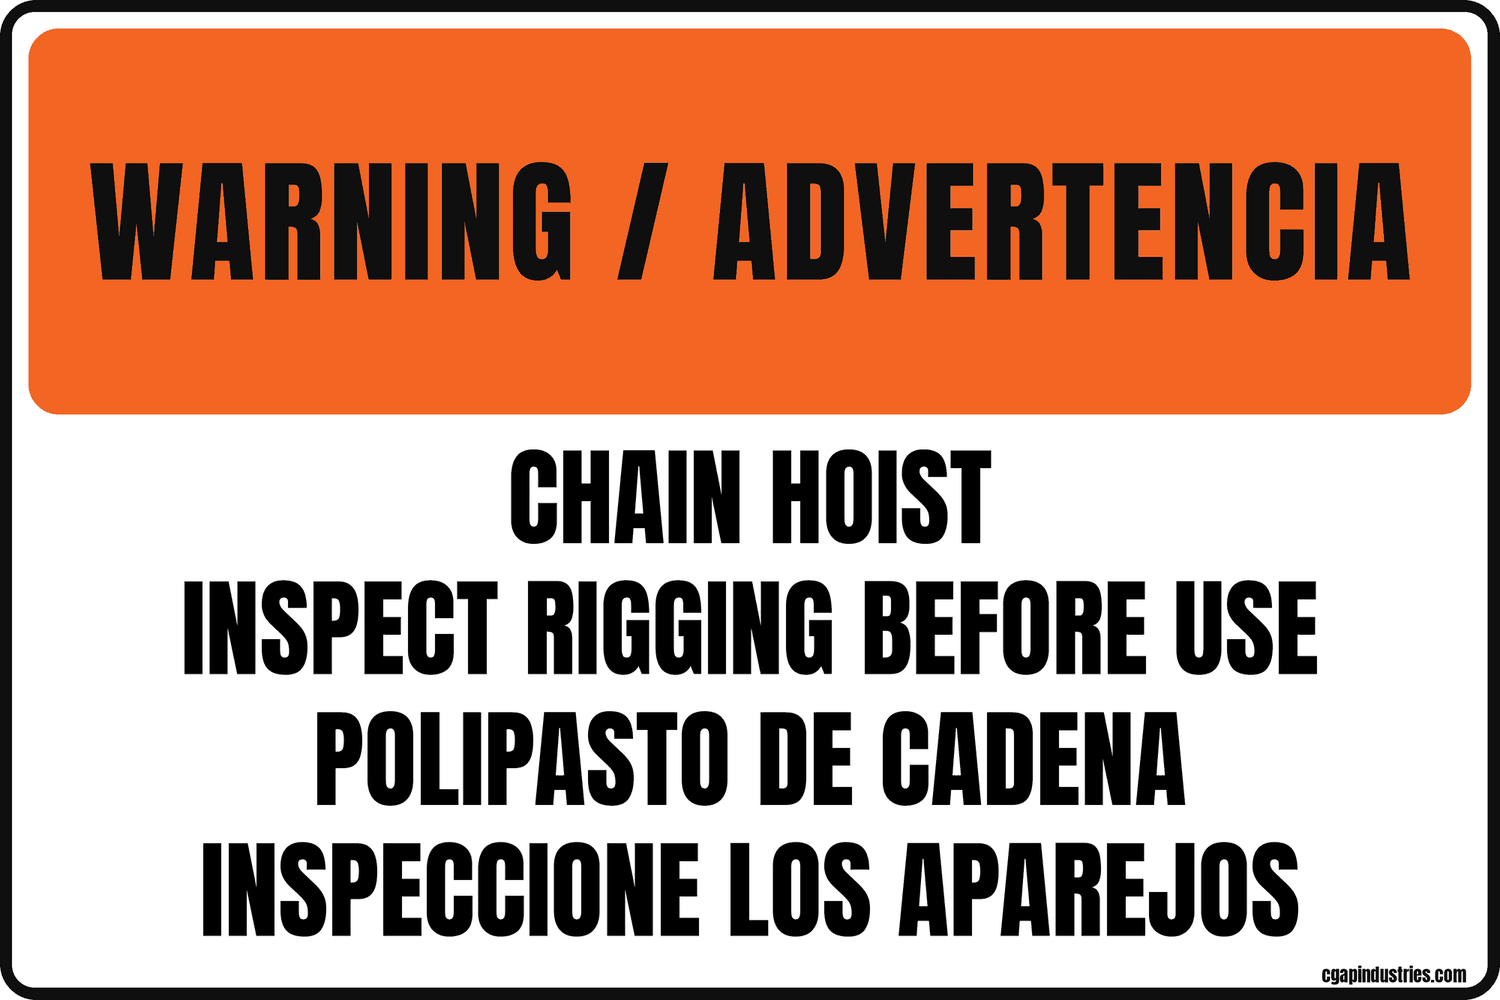 WARNING / ADVERTENCIA
CHAIN HOIST
INSPECT RIGGING BEFORE USE
POLIPASTO DE CADENA
INSPECCIONE LOS APAREJOS
cgapindustries.com